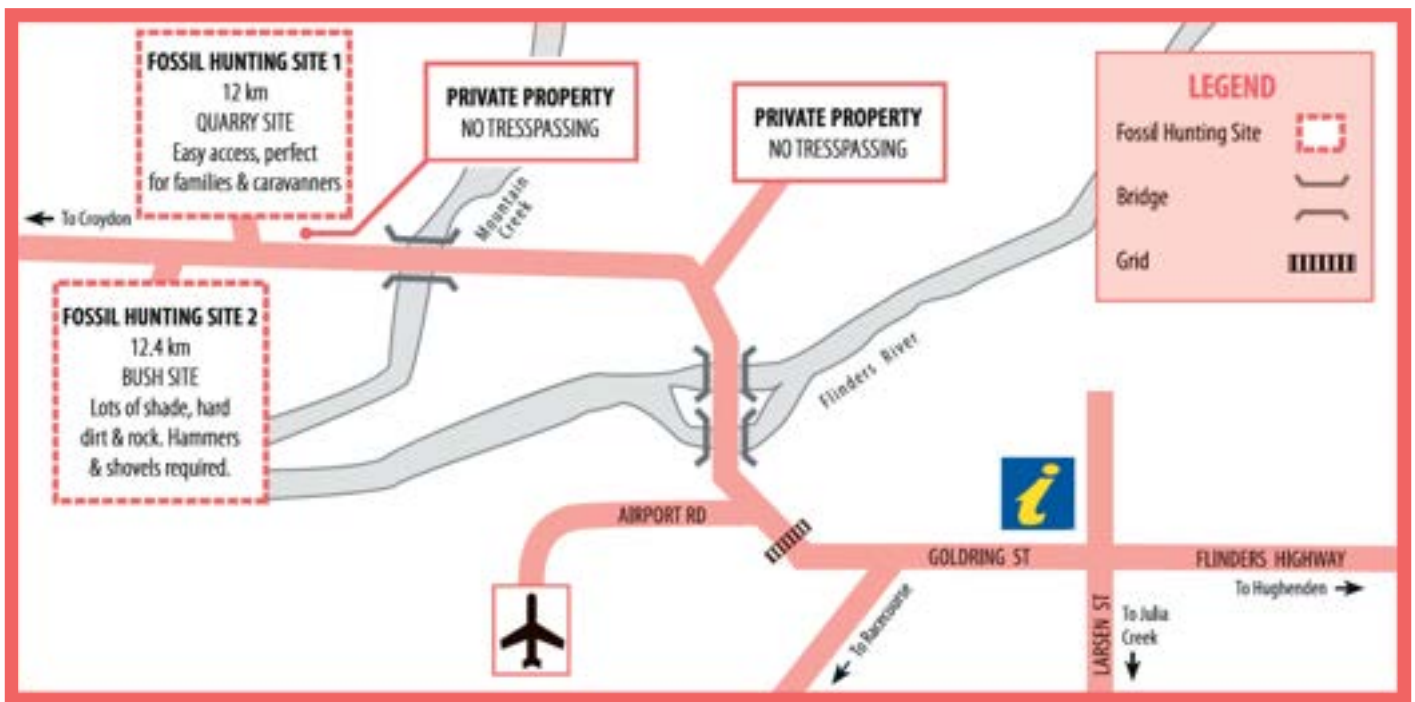 FOSSIL HUNTING SITE 1
12 km
QUARRY SITE
Easy access, perfect
for families & caravanners
PRIVATE PROPERTY
NO TRESSPASSING
PRIVATE PROPERTY
NO TRESSPASSING
LEGEND
Fossil Hunting Site
Bridge
Grid
To Croydon
Mountain
Creek
FOSSIL HUNTING SITE 2
12.4 km
BUSH SITE
Lots of shade, hard
dirt & rock. Hammers
& shovels required.
Flinders River
AIRPORT RD
i
GOLDRING ST
FLINDERS HIGHWAY
To Hughenden
To Racecourse
LARSEN ST
To Julia
Creek